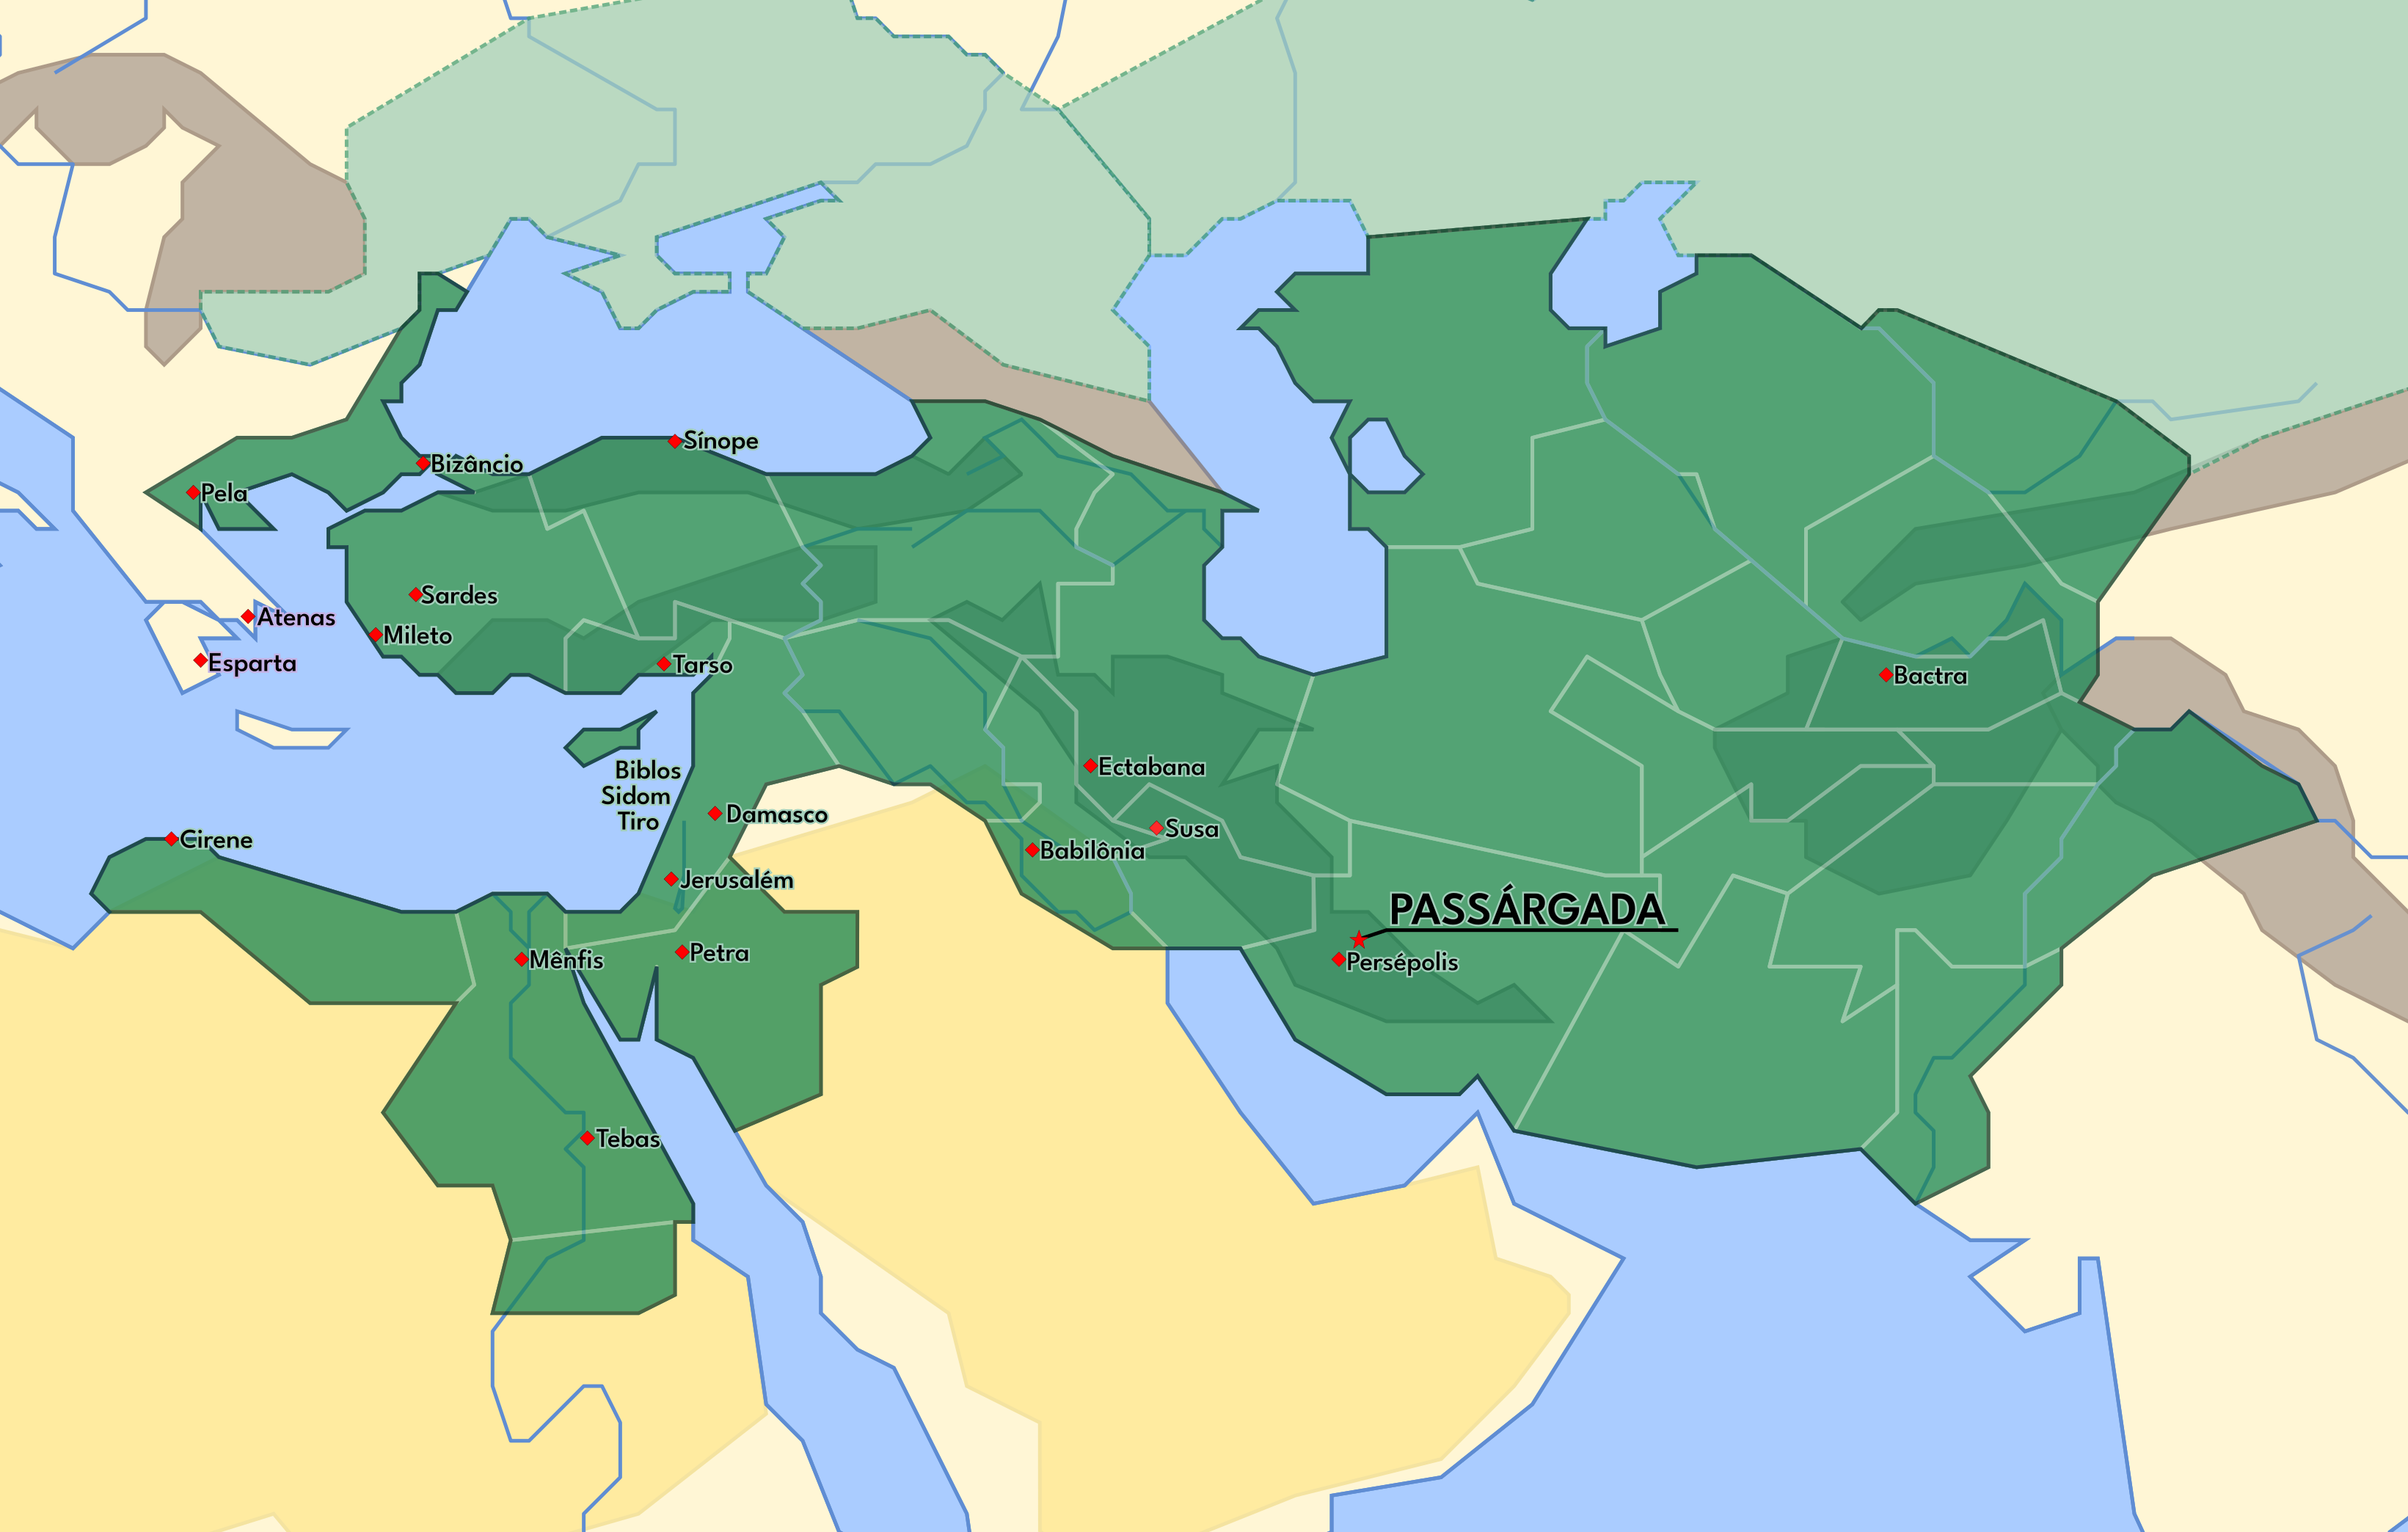 Sínope
Bizâncio
Pela
Sardes
Atenas
Mileto
Esparta
Tarso
Bactra
Ectabana
Biblos
Sidom
Tiro
Damasco
Susa
Cirene
Babilônia
Jerusalém
PASSÁRGADA
Petra
Mênfis
Persépolis
Tebas